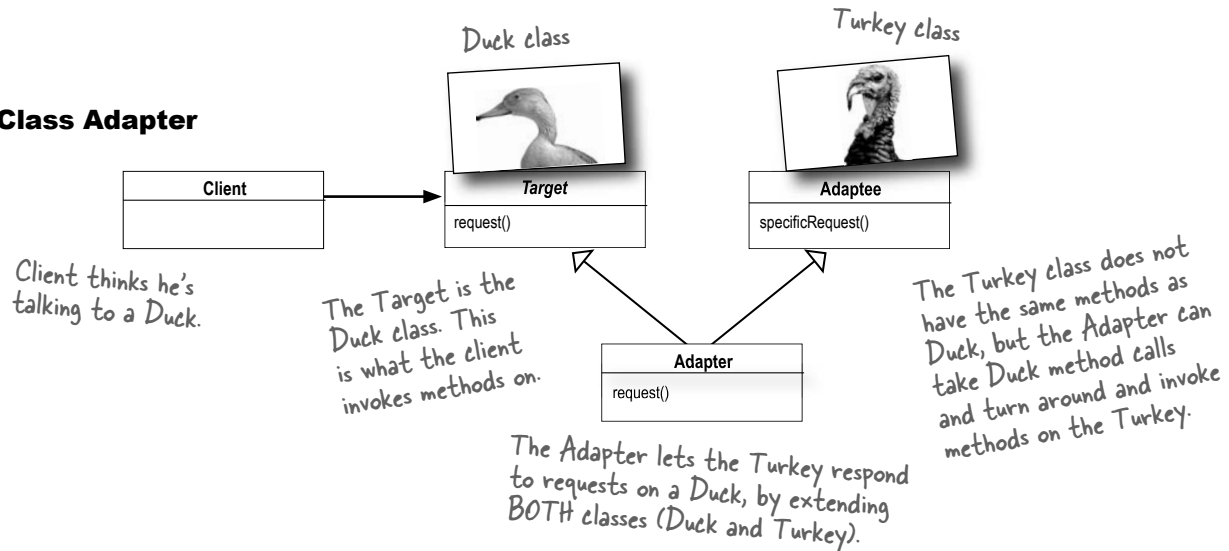 Duck class
Turkey class
Class Adapter
Client
Target
request()
Adaptee
specificRequest()
Client thinks he's
talking to a Duck.
The Target is the
Duck class. This
is what the client
invokes methods on.
Adapter
request()
The Turkey class does not
have the same methods as
Duck, but the Adapter can
take Duck method calls
and turn around and invoke
methods on the Turkey.
The Adapter lets the Turkey respond
to requests on a Duck, by extending
BOTH classes (Duck and Turkey).